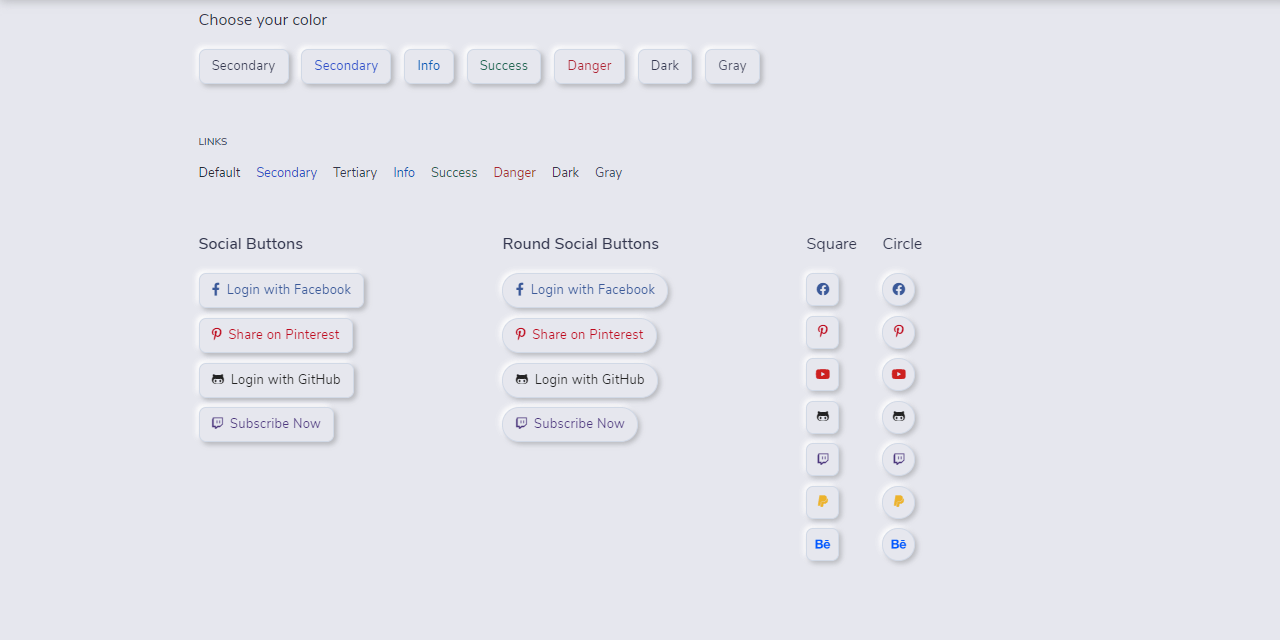 Choose your color
Secondary Secondary Info Success Danger Dark Gray
LINKS
Default Secondary Tertiary Info Success Danger Dark Gray
Social Buttons
Login with Facebook
Share on Pinterest
Login with GitHub
Subscribe Now
Round Social Buttons
Login with Facebook
Share on Pinterest
Login with GitHub
Subscribe Now
Square
Bē
Circle
Bē